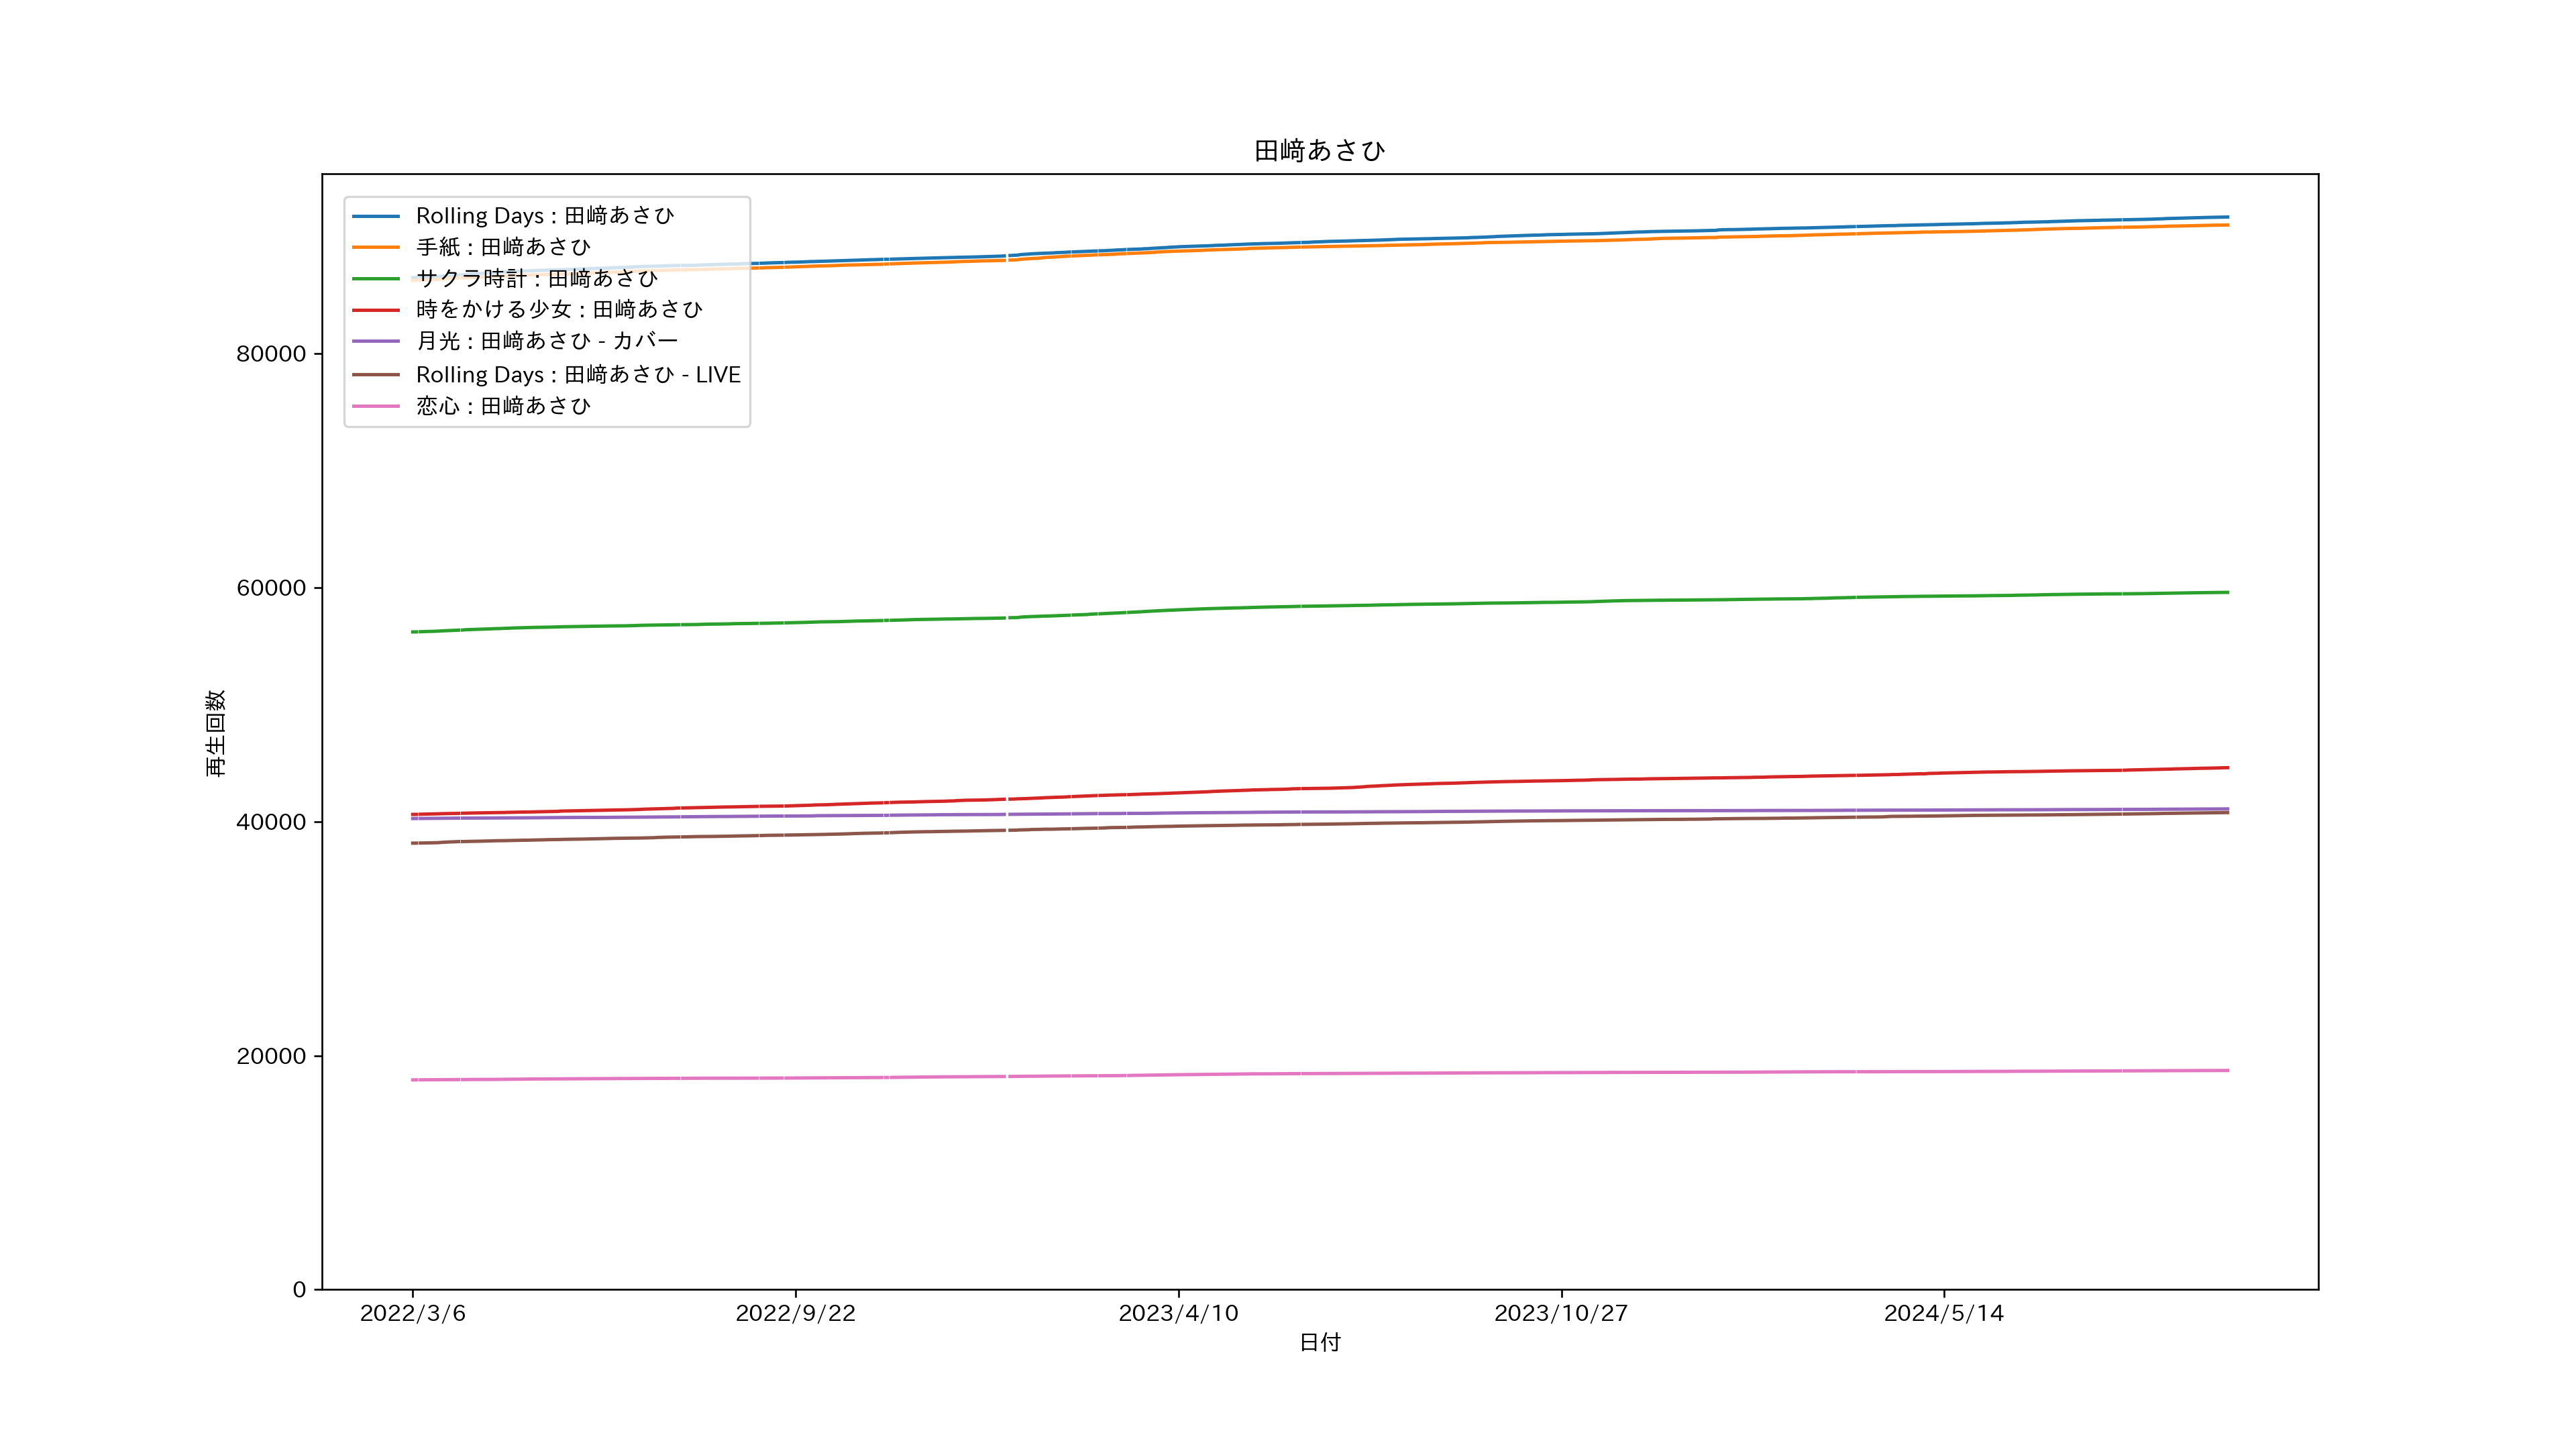 田﨑あさひ
Rolling Days : 田﨑あさひ
手紙 : 田﨑あさひ
サクラ時計 : 田﨑あさひ
時をかける少女 : 田﨑あさひ
月光 : 田﨑あさひ - カバー
Rolling Days : 田﨑あさひ - LIVE
恋心 : 田﨑あさひ
80000
60000
40000
20000
0
再生回数
2022/3/6
2022/9/22
2023/4/10
2023/10/27
2024/5/14
日付